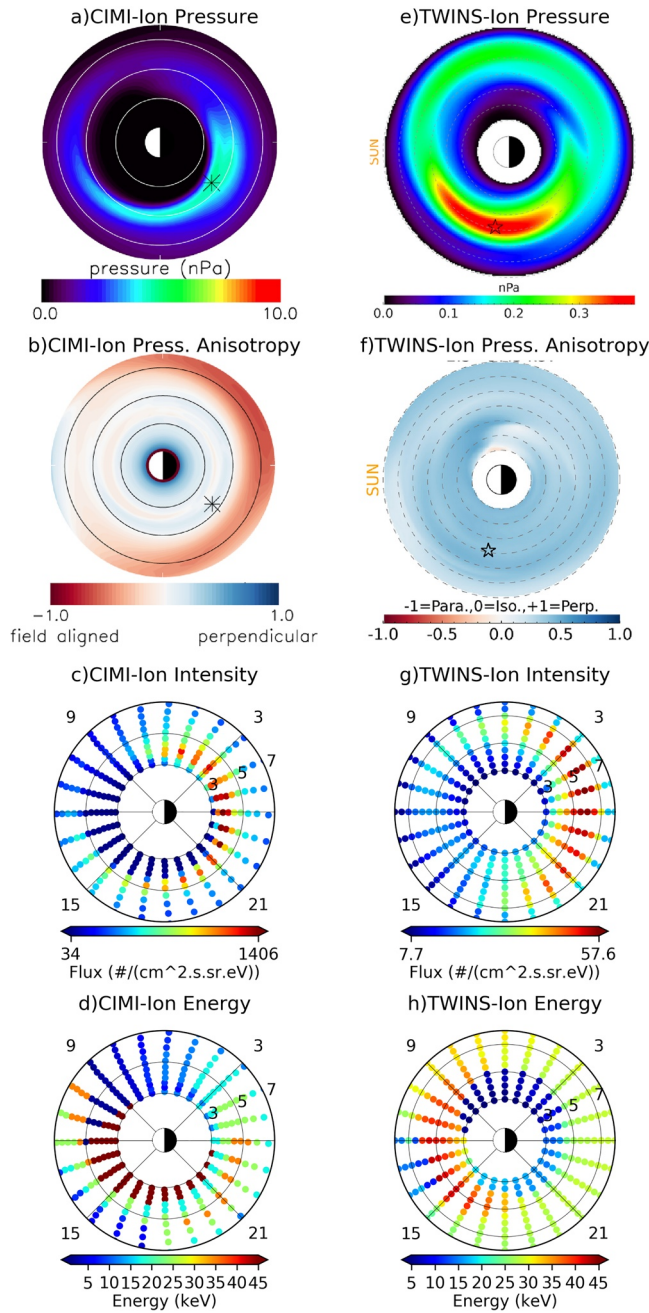 a)CIMI-Ion Pressure
pressure (nPa)
0.0 10.0
e)TWINS-Ion Pressure
SUN
nPa
0.0 0.1 0.2 0.3
b)CIMI-Ion Press. Anisotropy
−1.0 1.0
field aligned perpendicular
f)TWINS-Ion Press. Anisotropy
SUN
-1=Para.,0=Iso.,+1=Perp.
-1.0 -0.5 0.0 0.5 1.0
c)CIMI-Ion Intensity
9 3
7
5
3
15 21
34 1406
Flux (#/(cm^2.s.sr.eV))
g)TWINS-Ion Intensity
9 3
7
5
3
15 21
7.7 57.6
Flux (#/(cm^2.s.sr.eV))
d)CIMI-Ion Energy
9 3
7
5
3
15 21
5 10 15 20 25 30 35 40 45
Energy (keV)
h)TWINS-Ion Energy
9 3
7
5
3
15 21
5 10 15 20 25 30 35 40 45
Energy (keV)